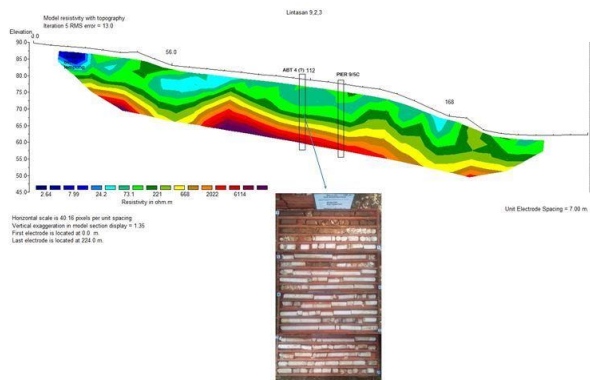 Lintasan 9,2,3
Model resistivity with topography
Iteration 5 RMS error = 13.0
Elevation
0.0
56.0
ABT 4 (?)
112
PIER 9/5C
168
90.0
85.0
80.0
75.0
70.0
65.0
60.0
55.0
50.0
45.0
2.64 7.99 24.2 73.1 221 668 2022 6114
Resistivity in ohm.m
Unit Electrode Spacing = 7.00 m.
Horizontal scale is 40.16 pixels per unit spacing
Vertical exaggeration in model section display = 1.35
First electrode is located at 0.0 m.
Last electrode is located at 224.0 m.